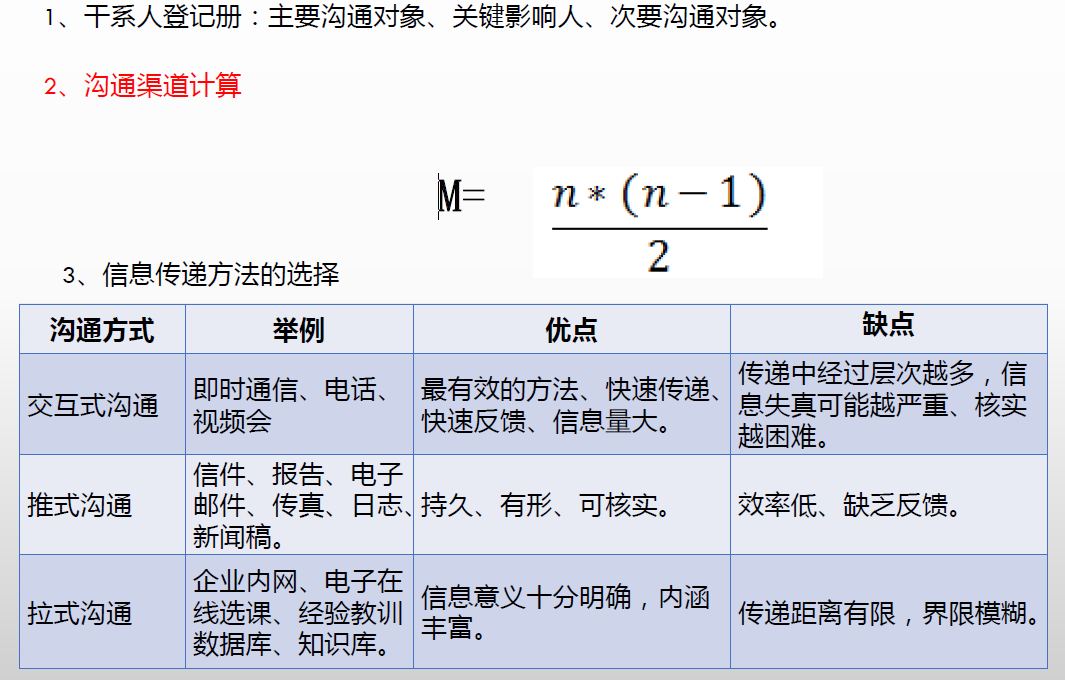 1、干系人登记册：主要沟通对象、关键影响人、次要沟通对象。
2、沟通渠道计算
M= n*(n-1)
2
3、信息传递方法的选择
沟通方式 举例 优点 缺点
交互式沟通
即时通信、电话、
视频会
最有效的方法、快速传递、
快速反馈、信息量大。
传递中经过层次越多，信
息失真可能越严重、核实
越困难。
推式沟通
信件、报告、电子
邮件、传真、日志、
新闻稿。
持久、有形、可核实。
效率低、缺乏反馈。
拉式沟通
企业内网、电子在
线选课、经验教训
数据库、知识库。
信息意义十分明确，内涵
丰富。
传递距离有限，界限模糊。